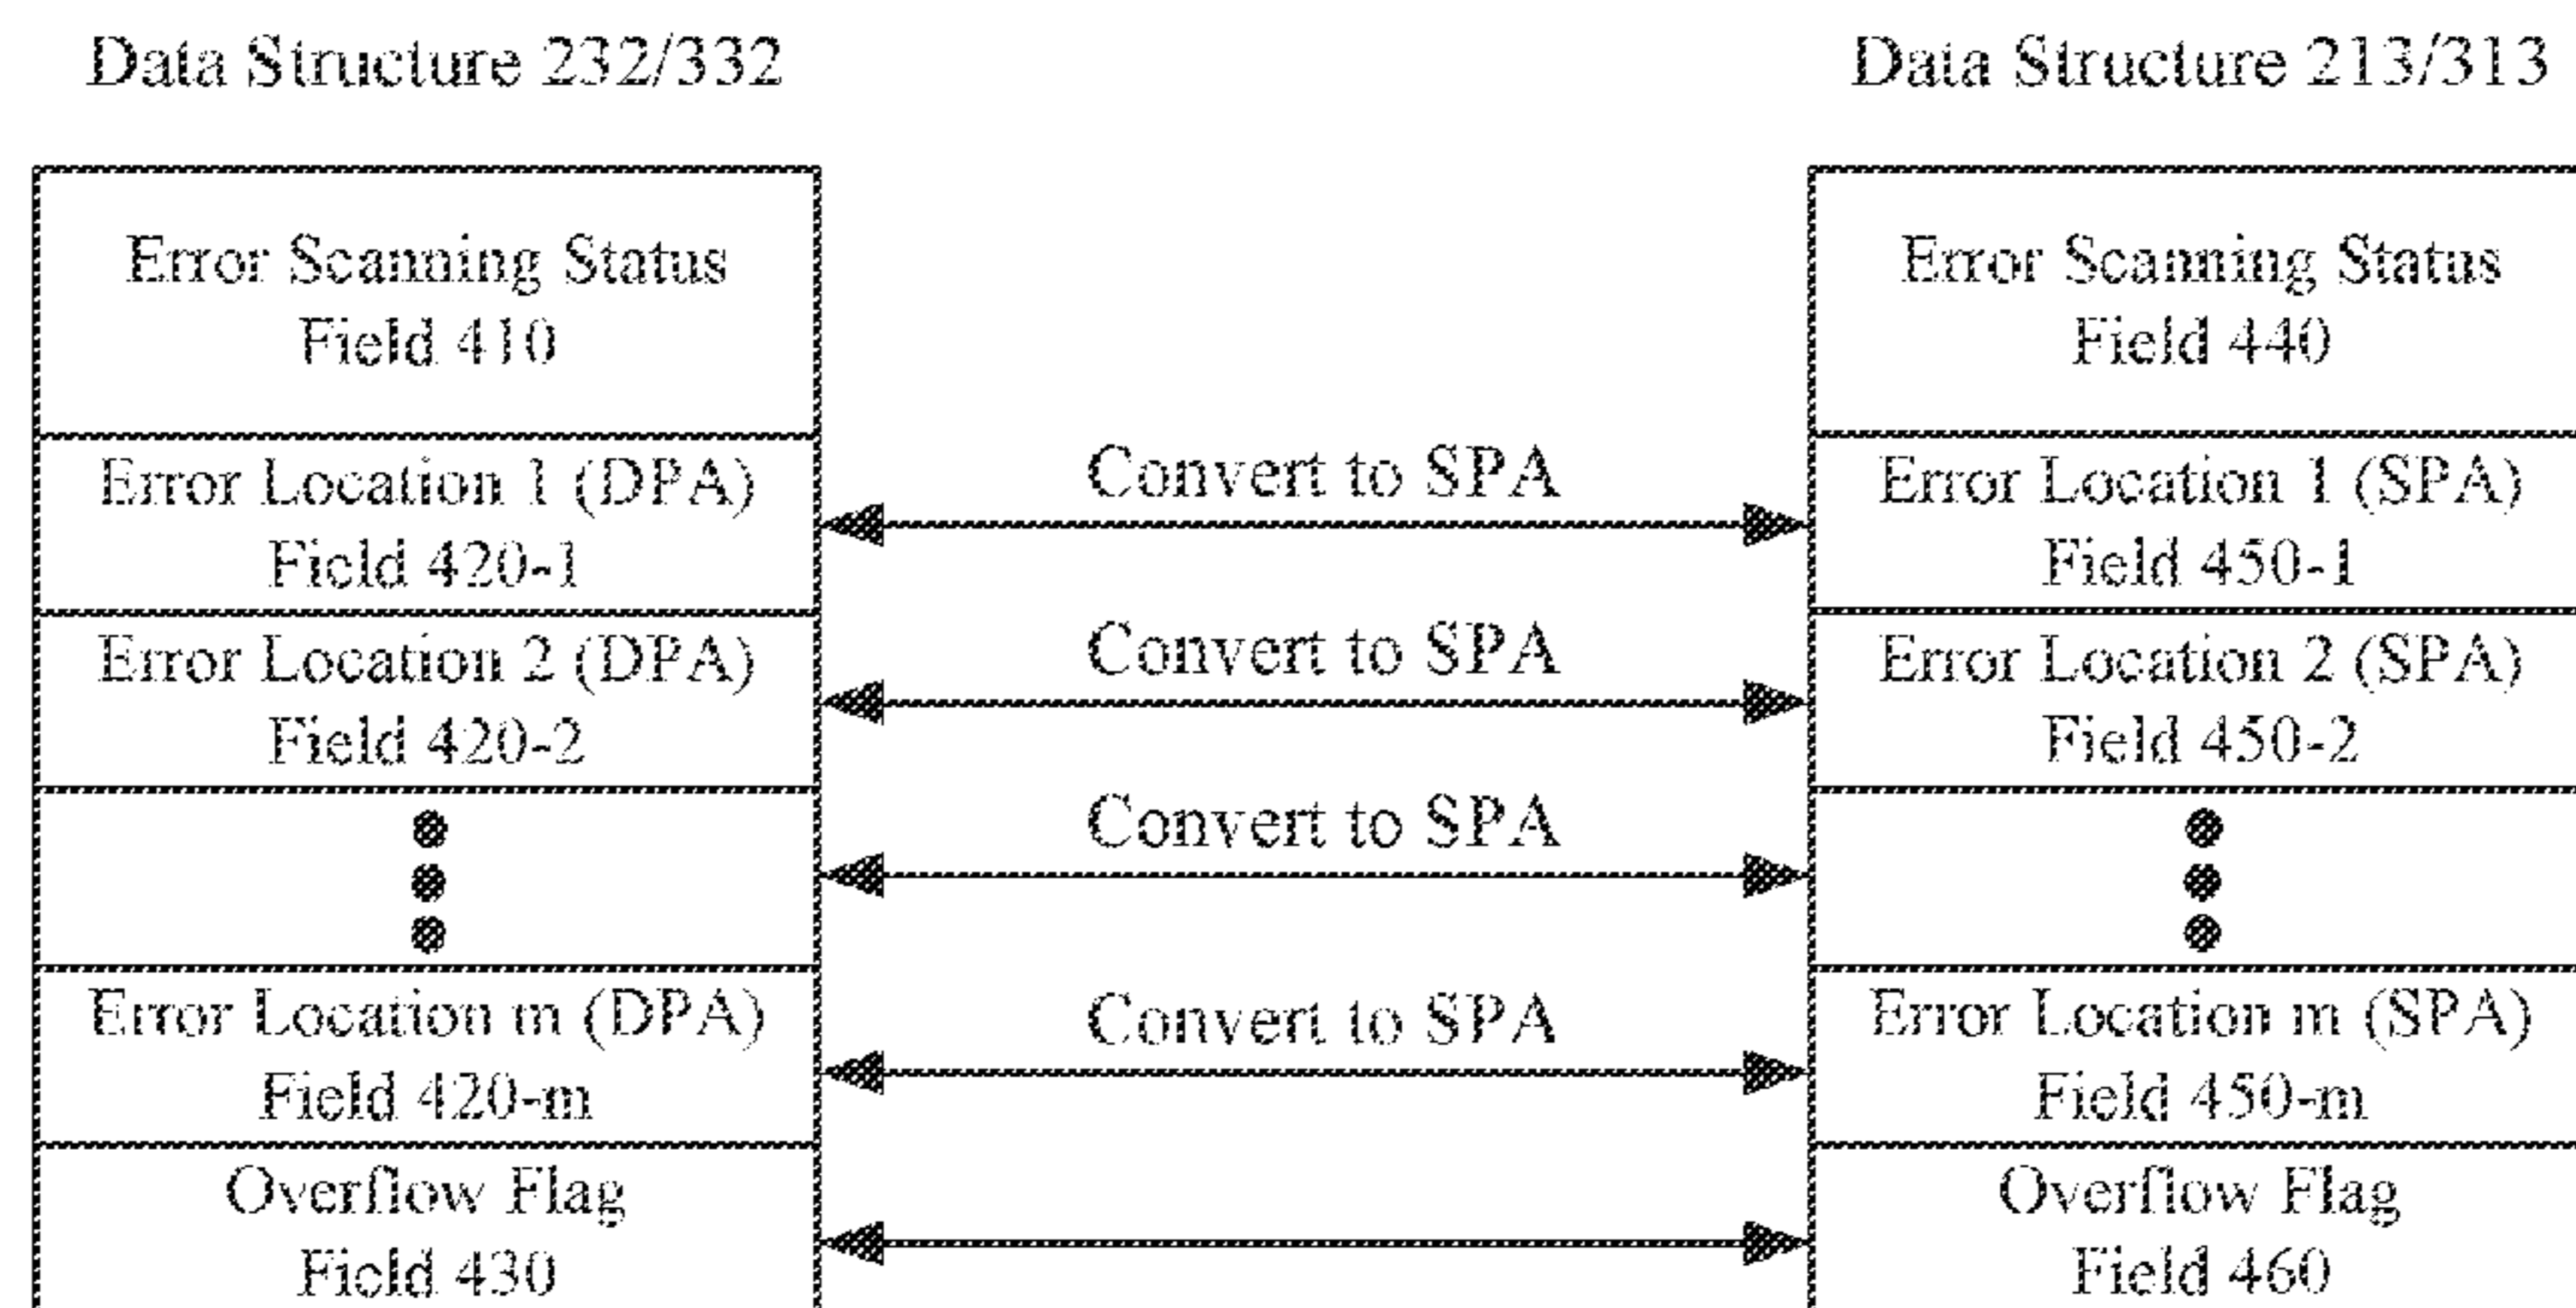 Data Structure 232/332
Data Structure 213/313
Error Scanning Status
Field 410
Error Scanning Status
Field 440
Error Location 1 (DPA)
Field 420-1
Convert to SPA
Error Location 1 (SPA)
Field 450-1
Error Location 2 (DPA)
Field 420-2
Convert to SPA
Error Location 2 (SPA)
Field 450-2
Convert to SPA
Error Location m (DPA)
Field 420-m
Convert to SPA
Error Location m (SPA)
Field 450-m
Overflow Flag
Field 430
Overflow Flag
Field 460